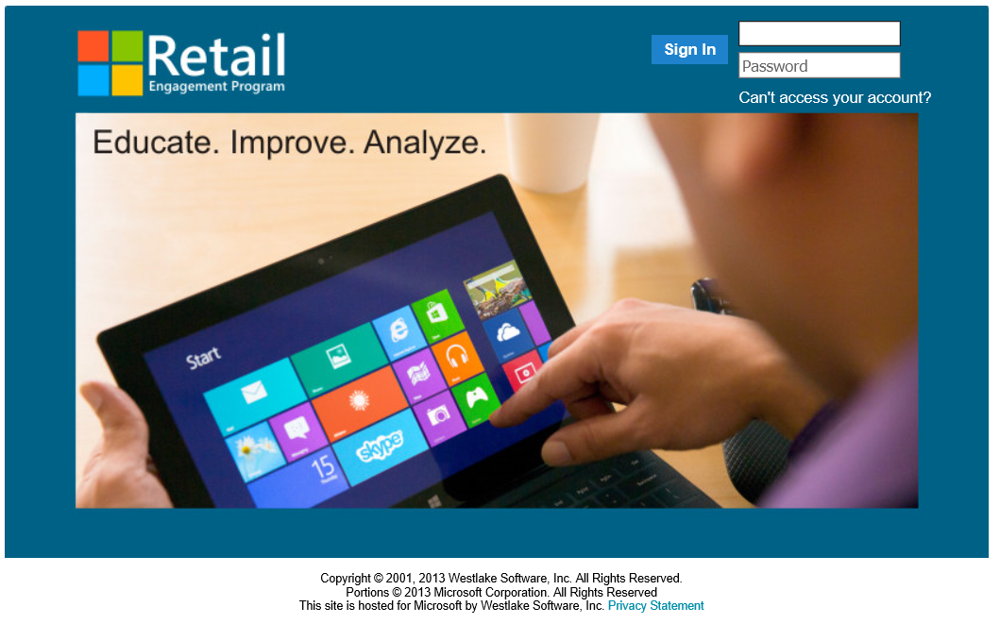 Retail
Engagement Program
Sign In
Password
Can't access your account?
Educate. Improve. Analyze.
Start
15
skype
Copyright © 2001, 2013 Westlake Software, Inc. All Rights Reserved.
Portions © 2013 Microsoft Corporation. All Rights Reserved
This site is hosted for Microsoft by Westlake Software, Inc. Privacy Statement